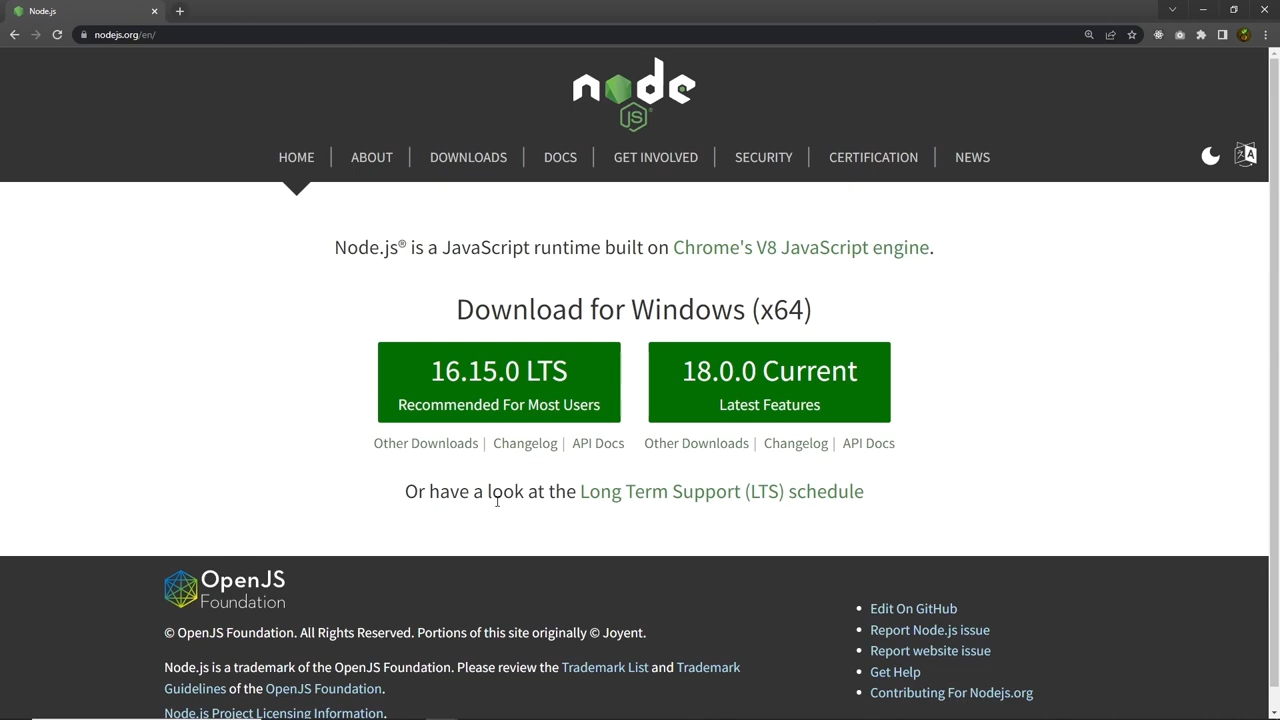 Node.js
nodejs.org/en/
node
JS
HOME
ABOUT
DOWNLOADS
DOCS
GET INVOLVED
SECURITY
CERTIFICATION
NEWS
Node.js® is a JavaScript runtime built on Chrome's V8 JavaScript engine.
Download for Windows (x64)
16.15.0 LTS
Recommended For Most Users
18.0.0 Current
Latest Features
Other Downloads | Changelog | API Docs
Other Downloads | Changelog | API Docs
Or have a look at the Long Term Support (LTS) schedule
OpenJS
Foundation
© OpenJS Foundation. All Rights Reserved. Portions of this site originally © Joyent.
Node.js is a trademark of the OpenJS Foundation. Please review the Trademark List and Trademark
Guidelines of the OpenJS Foundation.
Node.js Project Licensing Information.
Edit On GitHub
Report Node.js issue
Report website issue
Get Help
Contributing For Nodejs.org